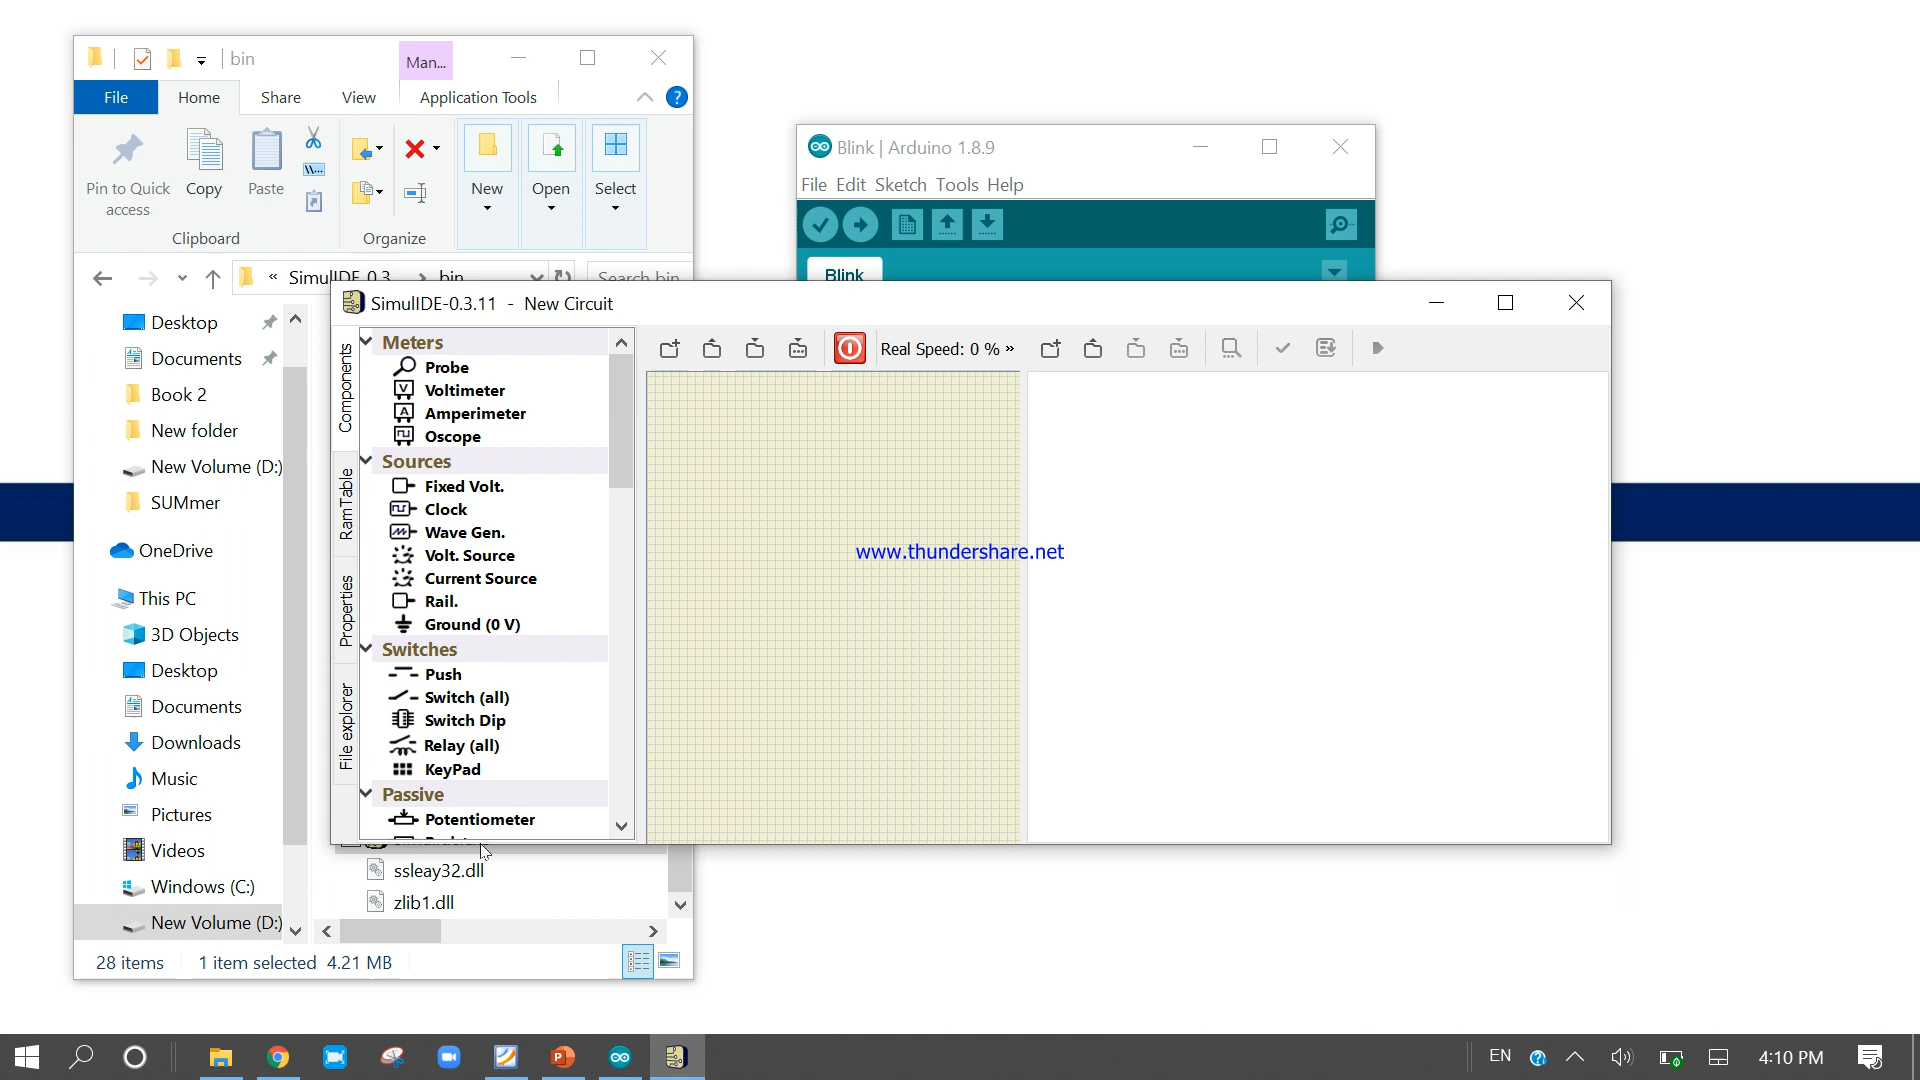 bin
Man...
File
Home
Share
View
Application Tools
Pin to Quick access
Copy
Paste
New
Open
Select
Clipboard
Organize
« SimulIDE_0.3... > bin
Search bin
Desktop
Documents
Book 2
New folder
New Volume (D:)
SUMmer
OneDrive
This PC
3D Objects
Desktop
Documents
Downloads
Music
Pictures
Videos
Windows (C:)
New Volume (D:)
ssleay32.dll
zlib1.dll
28 items
1 item selected 4.21 MB
Blink | Arduino 1.8.9
File Edit Sketch Tools Help
Blink
SimulIDE-0.3.11 - New Circuit
Components
RamTable
Properties
File explorer
Meters
Probe
Voltimeter
Amperimeter
Oscope
Sources
Fixed Volt.
Clock
Wave Gen.
Volt. Source
Current Source
Rail.
Ground (0 V)
Switches
Push
Switch (all)
Switch Dip
Relay (all)
KeyPad
Passive
Potentiometer
Real Speed: 0 % »
www.thundershare.net
EN
4:10 PM